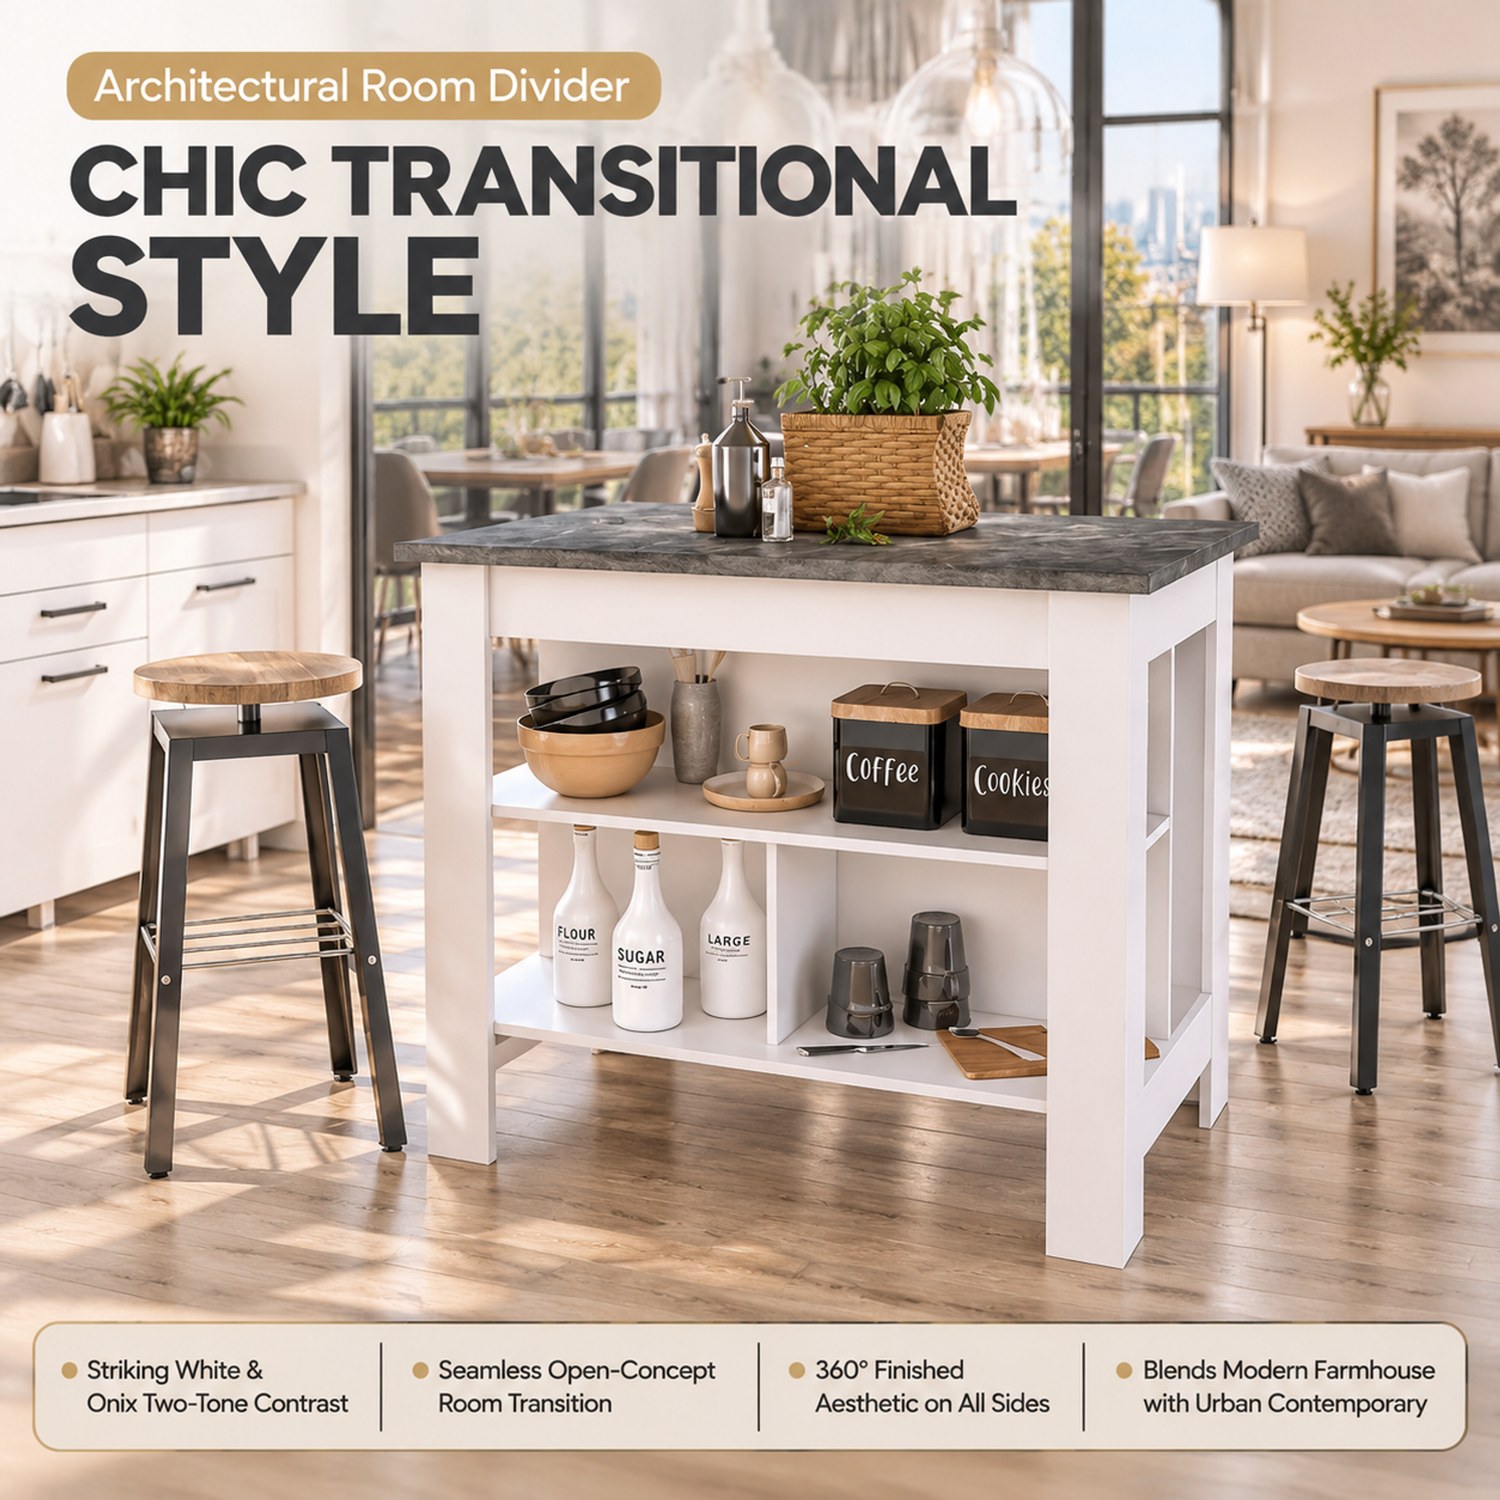 Architectural Room Divider
CHIC TRANSITIONAL
STYLE
Coffee
Cookies
FLOUR
SUGAR
LARGE
Striking White &
Onix Two-Tone Contrast
Seamless Open-Concept
Room Transition
360° Finished
Aesthetic on All Sides
Blends Modern Farmhouse
with Urban Contemporary